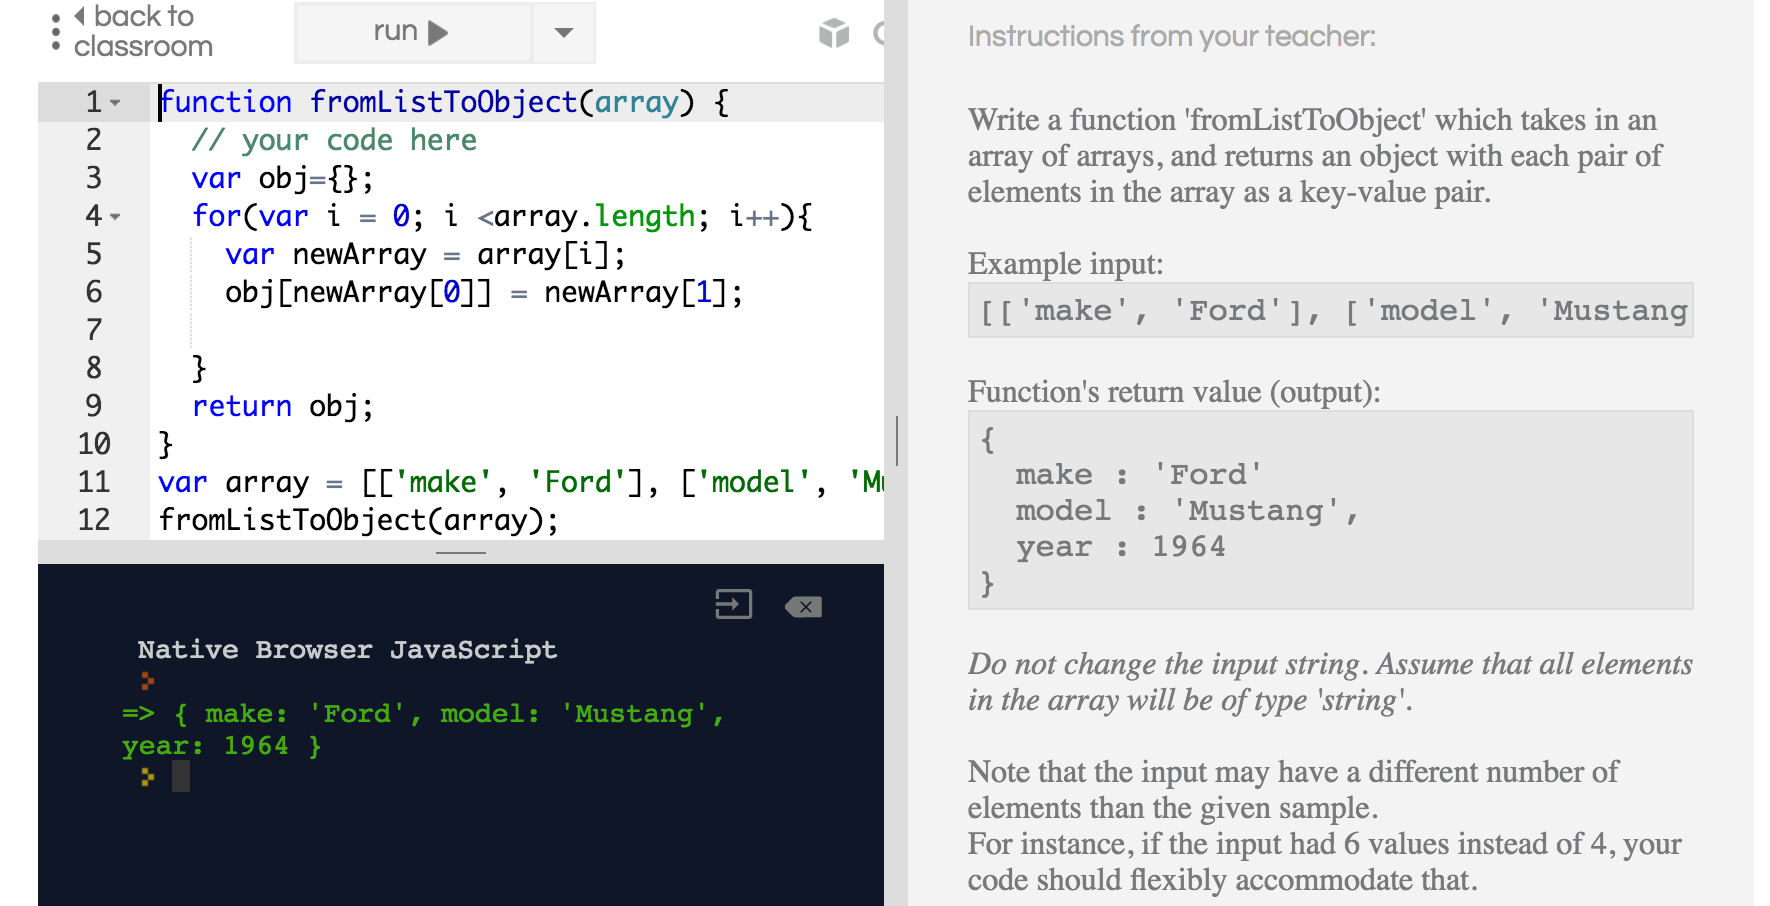 back to
classroom
run
1 function fromListToObject(array) {
2 // your code here
3 var obj={};
4 for(var i = 0; i <array.length; i++){
5 var newArray = array[i];
6 obj[newArray[0]] = newArray[1];
7
8 }
9 return obj;
10 }
11 var array = [['make', 'Ford'], ['model', 'Mu
12 fromListToObject(array);
Native Browser JavaScript
=> { make: 'Ford', model: 'Mustang',
year: 1964 }
Instructions from your teacher:
Write a function 'fromListToObject' which takes in an
array of arrays, and returns an object with each pair of
elements in the array as a key-value pair.
Example input:
[['make', 'Ford'], ['model', 'Mustang
Function's return value (output):
{
make : 'Ford'
model : 'Mustang',
year : 1964
}
Do not change the input string. Assume that all elements
in the array will be of type 'string'.
Note that the input may have a different number of
elements than the given sample.
For instance, if the input had 6 values instead of 4, your
code should flexibly accommodate that.